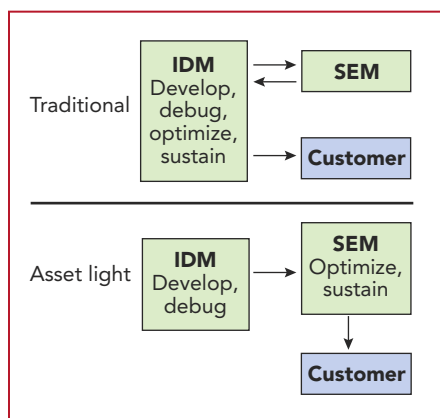 Traditional
IDM
Develop,
debug,
optimize,
sustain
SEM
Customer
Asset light
IDM
Develop,
debug
SEM
Optimize,
sustain
Customer